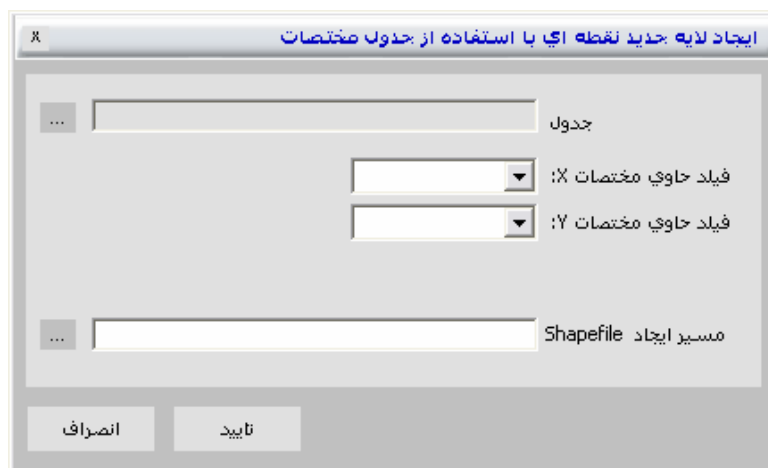 ايجاد لايه جديد نقطه اي با استفاده از جدول مختصات X
جدول ...
فيلد حاوي مختصات X:
فيلد حاوي مختصات Y:
مسير ايجاد Shapefile ...
تاييد انصراف